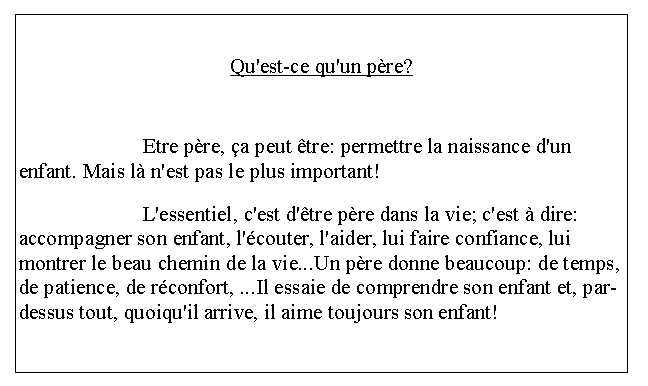 Qu'est-ce qu'un père?
Etre père, ça peut être: permettre la naissance d'un
enfant. Mais là n'est pas le plus important!
L'essentiel, c'est d'être père dans la vie; c'est à dire:
accompagner son enfant, l'écouter, l'aider, lui faire confiance, lui
montrer le beau chemin de la vie...Un père donne beaucoup: de temps,
de patience, de réconfort, ...Il essaie de comprendre son enfant et, par-
dessus tout, quoiqu'il arrive, il aime toujours son enfant!